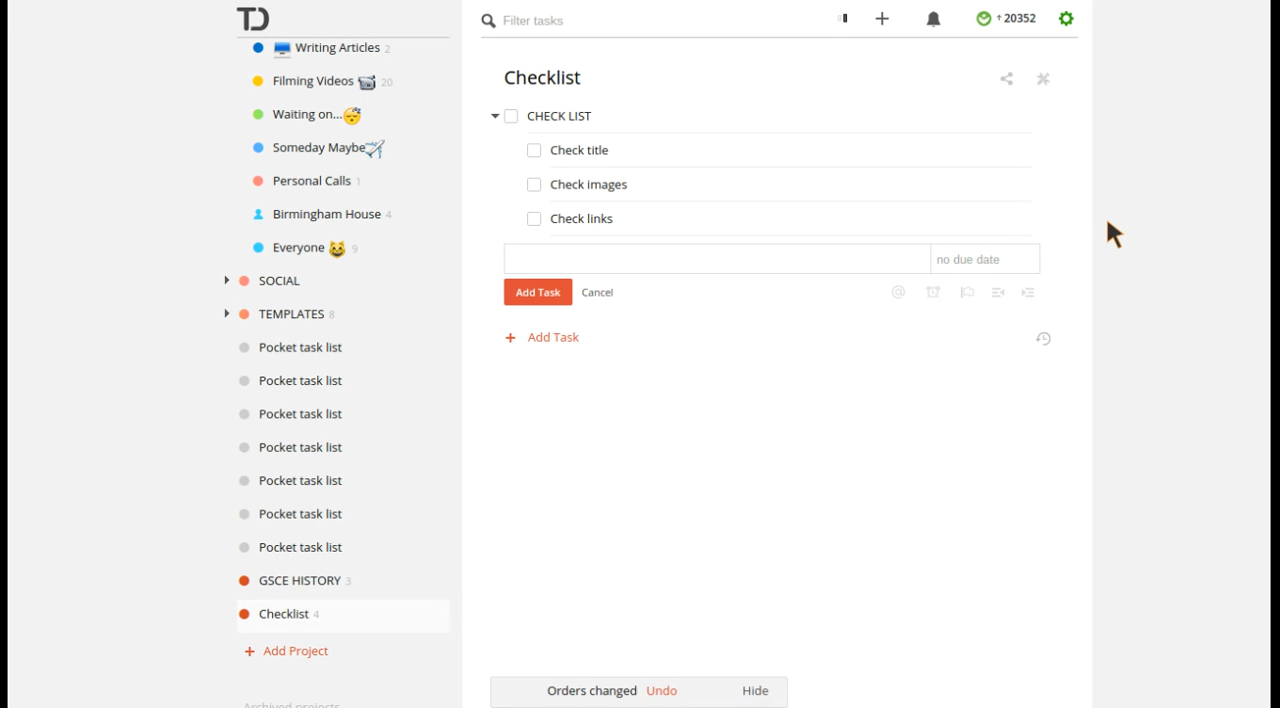 TD
Writing Articles 2
Filming Videos 20
Waiting on...
Someday Maybe
Personal Calls 1
Birmingham House 4
Everyone 9
SOCIAL
TEMPLATES 8
Pocket task list
Pocket task list
Pocket task list
Pocket task list
Pocket task list
Pocket task list
Pocket task list
GSCE HISTORY 3
Checklist 4
+ Add Project
Archived projects
Filter tasks
20352
Checklist
CHECK LIST
Check title
Check images
Check links
no due date
Add Task Cancel
+ Add Task
Orders changed Undo Hide